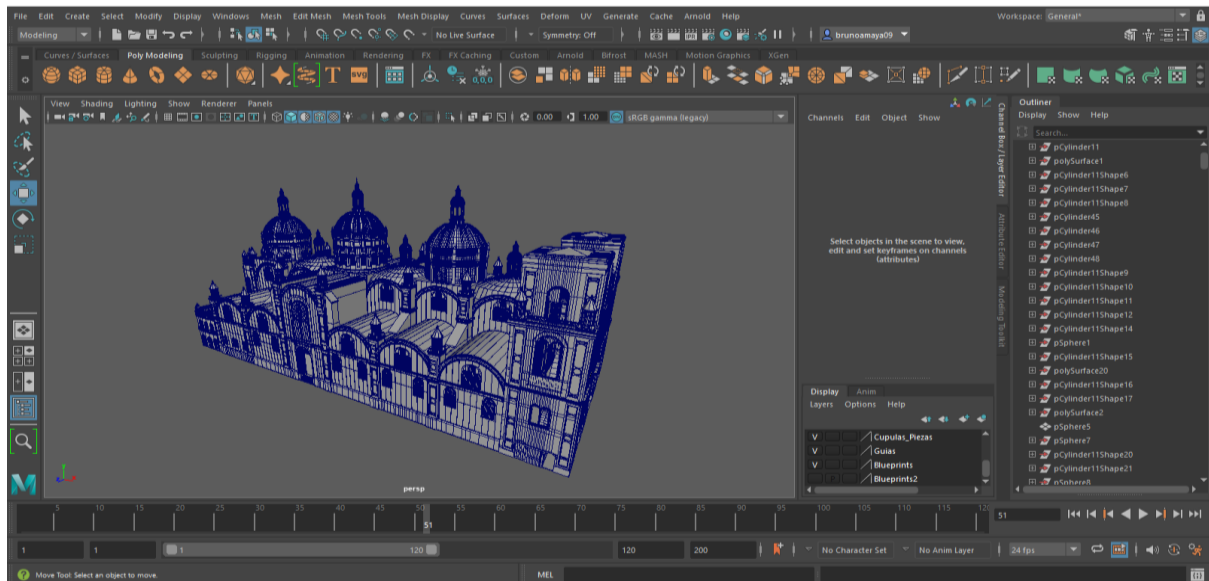 File Edit Create Select Modify Display Windows Mesh Edit Mesh Mesh Tools Mesh Display Curves Surfaces Deform UV Generate Cache Arnold Help Workspace: General*
Modeling No Live Surface Symmetry: Off brunoamaya09
Curves / Surfaces Poly Modeling Sculpting Rigging Animation Rendering FX FX Caching Custom Arnold Bifrost MASH Motion Graphics XGen
T SVG 0,0,0
View Shading Lighting Show Renderer Panels
0.00 1.00 sRGB gamma (legacy)
Channels Edit Object Show
Select objects in the scene to view,
edit and set keyframes on channels
(attributes)
Channel Box / Layer Editor
Attribute Editor
Modeling Toolkit
Display Anim
Layers Options Help
V Cupulas_Piezas
V Guias
V Blueprints
Blueprints2
Outliner
Display Show Help
Search...
pCylinder11
polySurface1
pCylinder11Shape6
pCylinder11Shape7
pCylinder11Shape8
pCylinder45
pCylinder46
pCylinder47
pCylinder48
pCylinder11Shape9
pCylinder11Shape10
pCylinder11Shape11
pCylinder11Shape12
pCylinder11Shape14
pSphere1
pCylinder11Shape15
polySurface20
pCylinder11Shape16
pCylinder11Shape17
polySurface2
pSphere5
pSphere7
pCylinder11Shape20
pCylinder11Shape21
pSphere8
persp
M
5 10 15 20 25 30 35 40 45 50 55 60 65 70 75 80 85 90 95 100 105 110 115 120
51
51
1 1 1 120 120 200 No Character Set No Anim Layer 24 fps
Move Tool: Select an object to move.
MEL